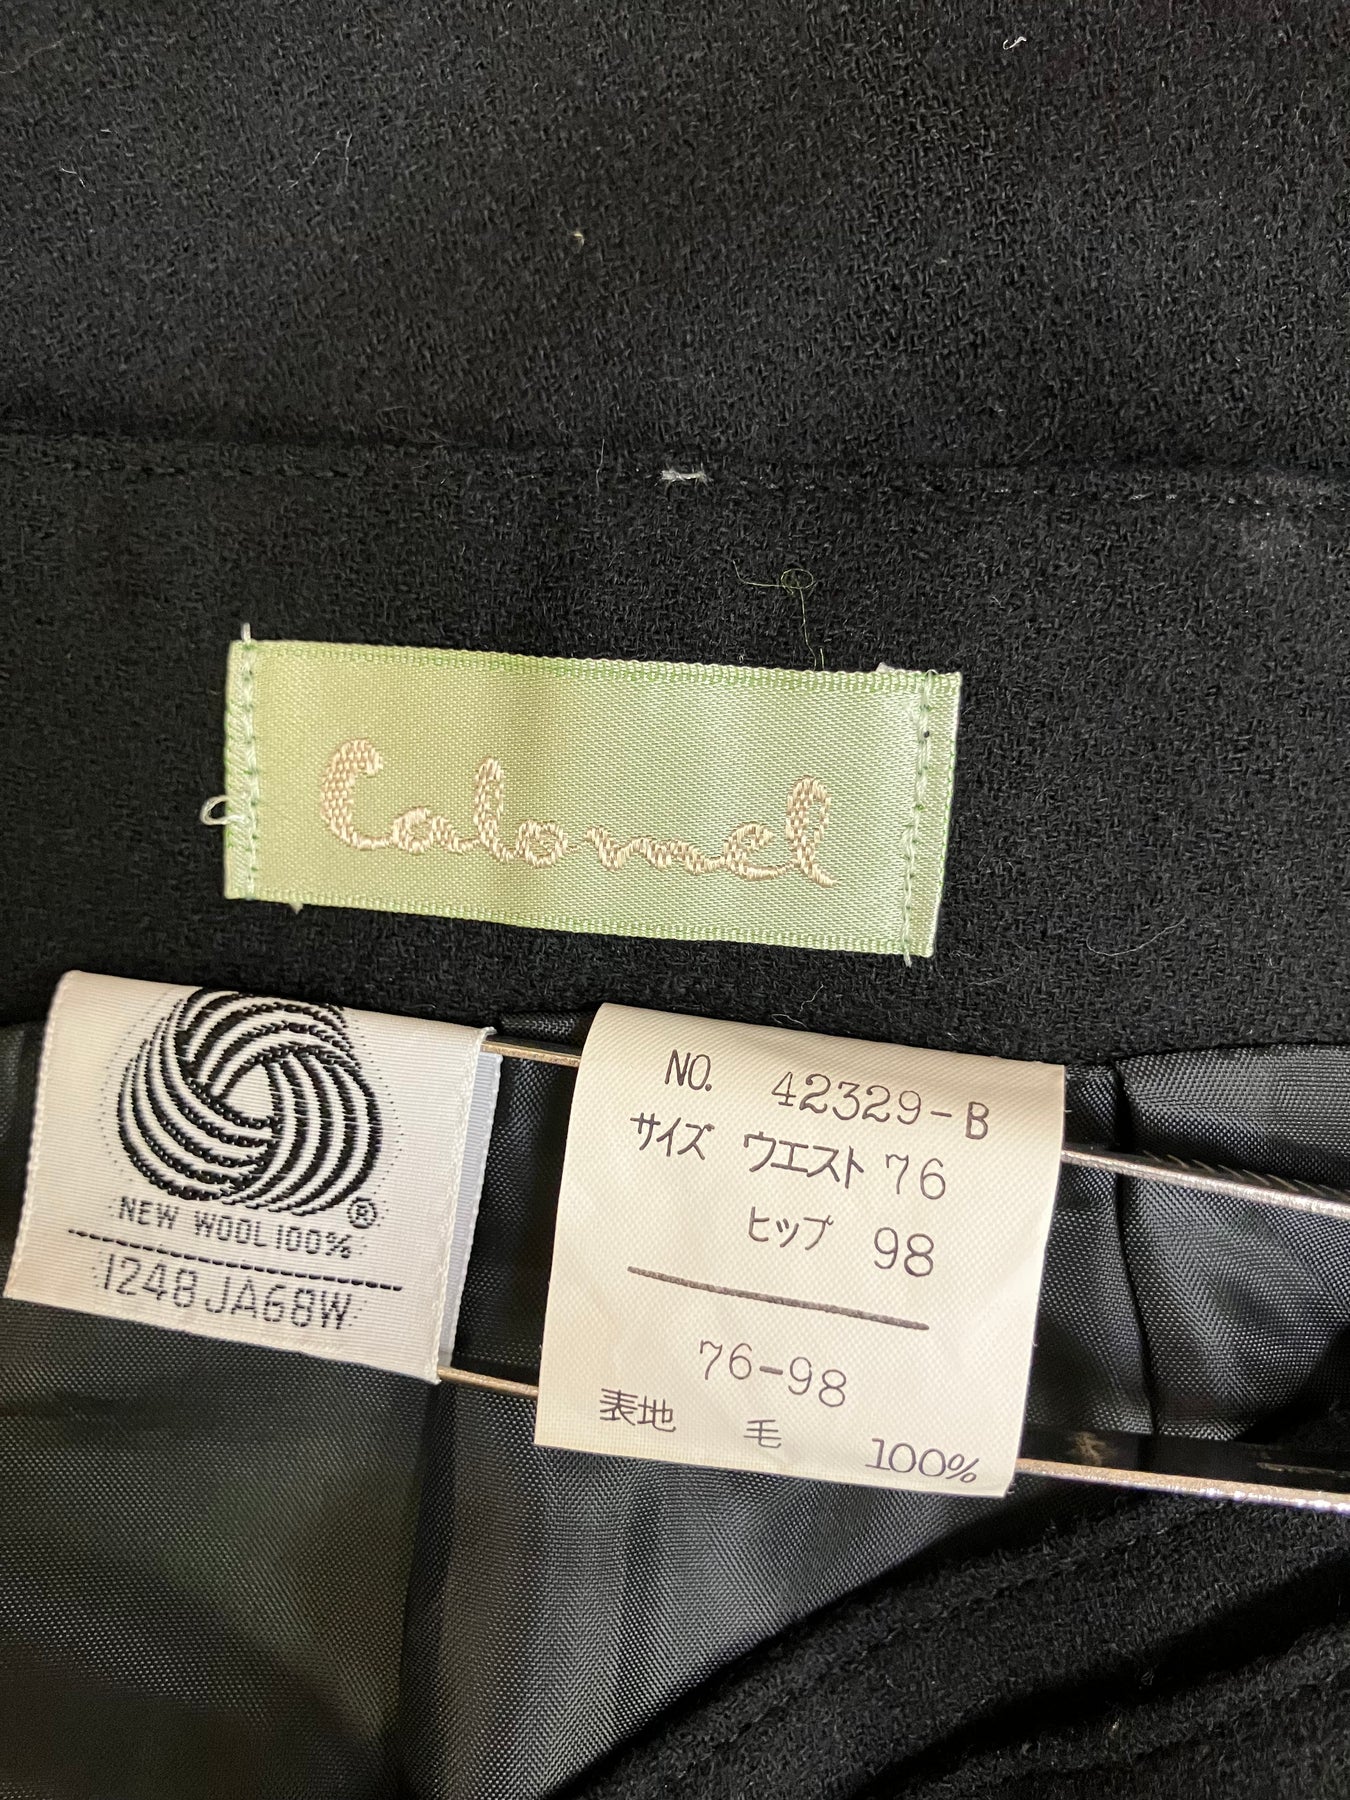 Calomel
NEW WOOL 100%
1248JA68W
NO. 42329-B
サイズ ウエスト 76
ヒップ 98
76-98
表地 毛 100%